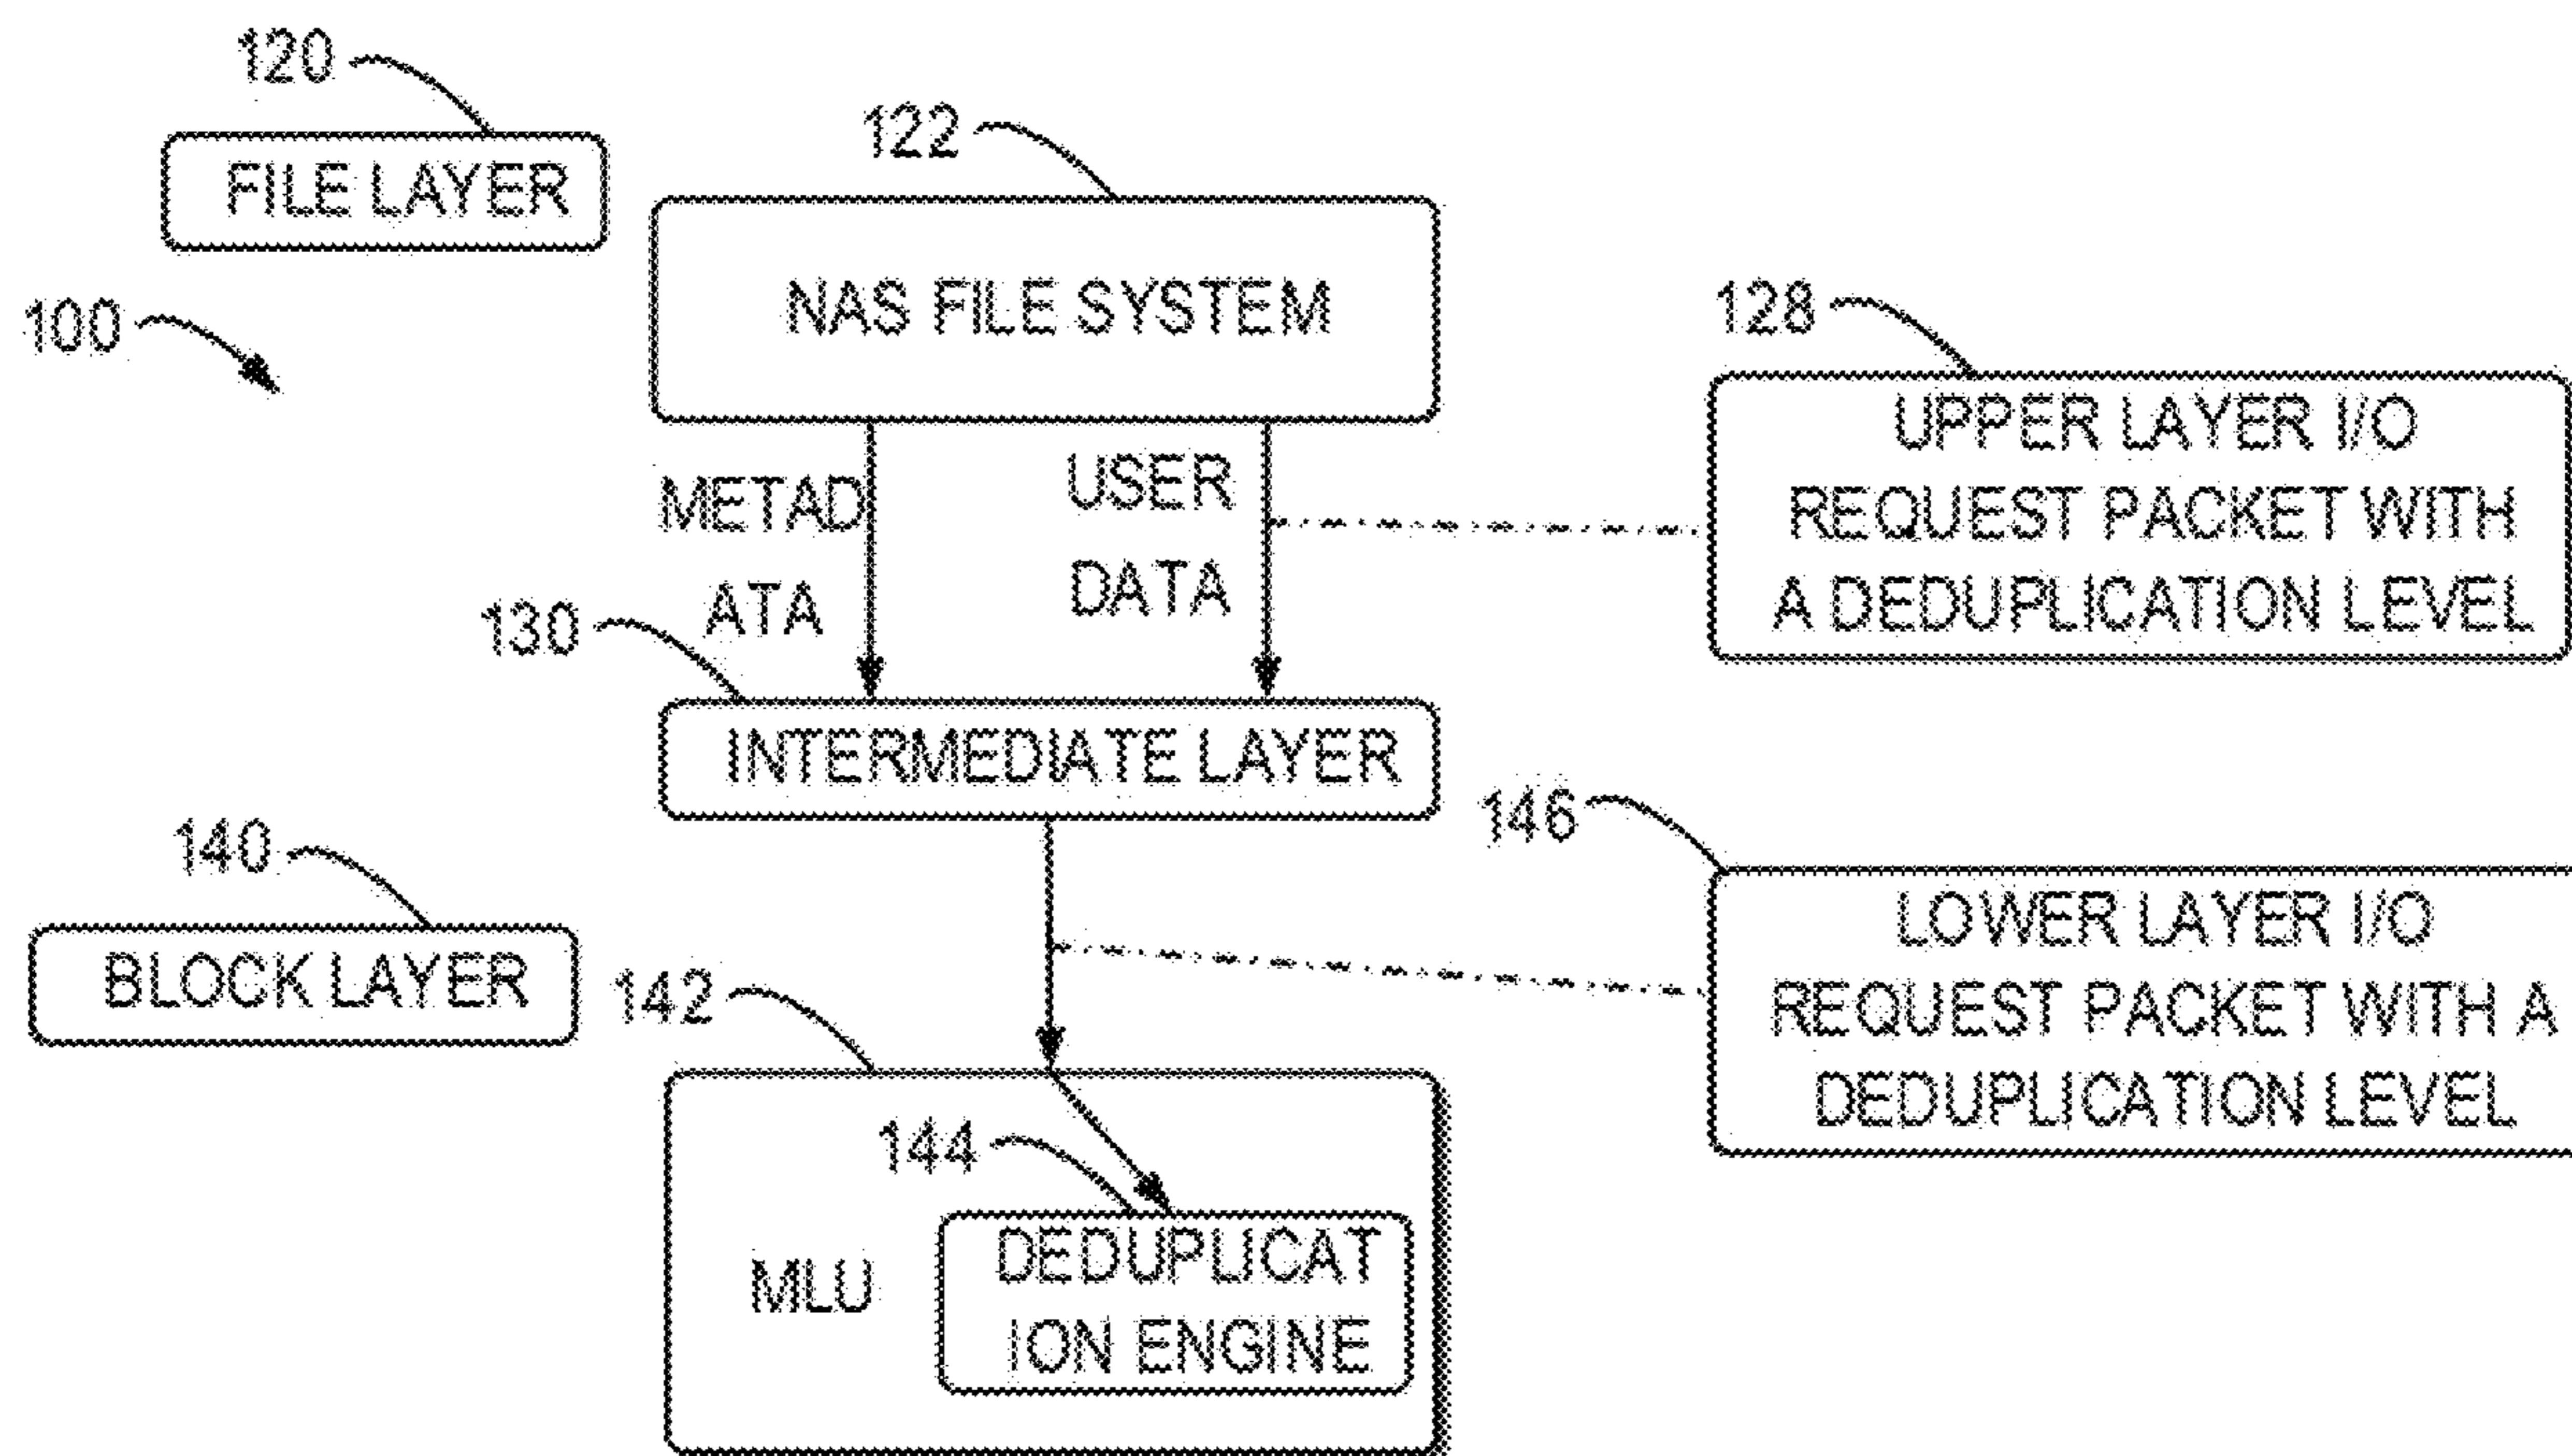 120
FILE LAYER
122
NAS FILE SYSTEM
100
128
UPPER LAYER I/O
REQUEST PACKET WITH
A DEDUPLICATION LEVEL
METAD
ATA
USER
DATA
130
INTERMEDIATE LAYER
140
BLOCK LAYER
146
LOWER LAYER I/O
REQUEST PACKET WITH A
DEDUPLICATION LEVEL
142
144
MLU
DEDUPLICAT
ION ENGINE